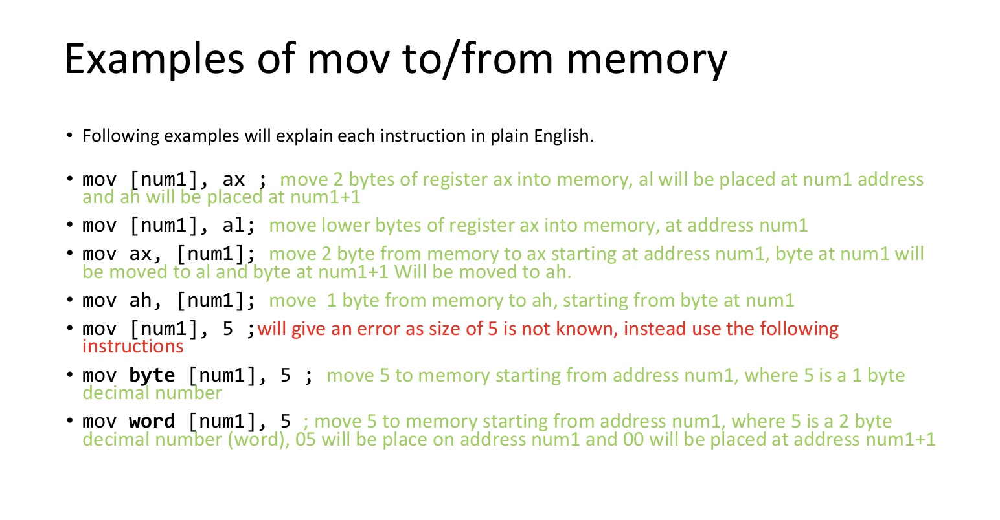 Examples of mov to/from memory
• Following examples will explain each instruction in plain English.
• mov [num1], ax ; move 2 bytes of register ax into memory, al will be placed at num1 address
and ah will be placed at num1+1
• mov [num1], al; move lower bytes of register ax into memory, at address num1
• mov ax, [num1]; move 2 byte from memory to ax starting at address num1, byte at num1 will
be moved to al and byte at num1+1 Will be moved to ah.
• mov ah, [num1]; move  1 byte from memory to ah, starting from byte at num1
• mov [num1], 5 ;will give an error as size of 5 is not known, instead use the following
instructions
• mov byte [num1], 5 ; move 5 to memory starting from address num1, where 5 is a 1 byte
decimal number
• mov word [num1], 5 ; move 5 to memory starting from address num1, where 5 is a 2 byte
decimal number (word), 05 will be place on address num1 and 00 will be placed at address num1+1